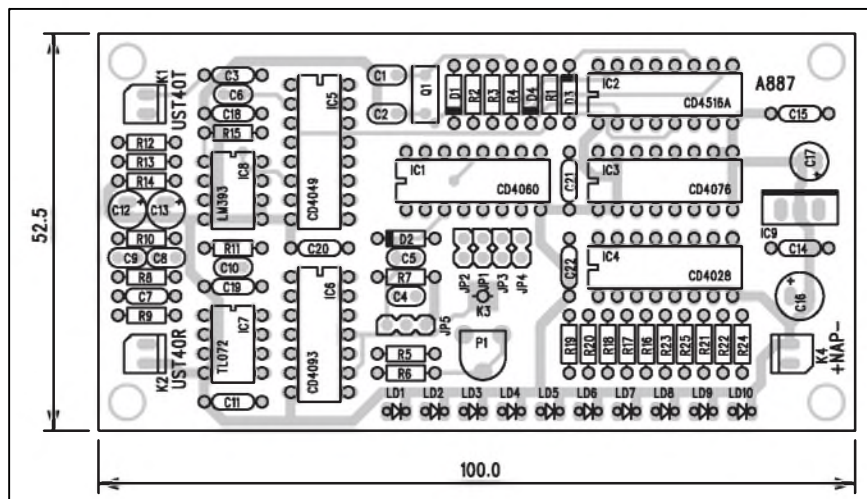 K1
UST40T
C3
C6
C18
R15
IC5
CD4049
C1
C2
Q1
D1
R2
R3
R4
D4
R1
D3
IC2
CD4516A
A887
C15
R12
R13
R14
C12
C13
R10
C9
C8
R8
C7
R9
IC8
LM393
R11
C10
C19
IC7
TL072
C11
C20
IC6
CD4093
IC1
CD4060
C21
IC3
CD4076
C17
+
IC9
C14
D2
C5
R7
C4
JP2
JP1
JP3
JP4
K3
JP5
P1
R5
R6
C22
IC4
CD4028
+
C16
R19
R20
R18
R17
R16
R23
R25
R21
R22
R24
K4
+NAP-
K2
UST40R
LD1
LD2
LD3
LD4
LD5
LD6
LD7
LD8
LD9
LD10
52.5
100.0